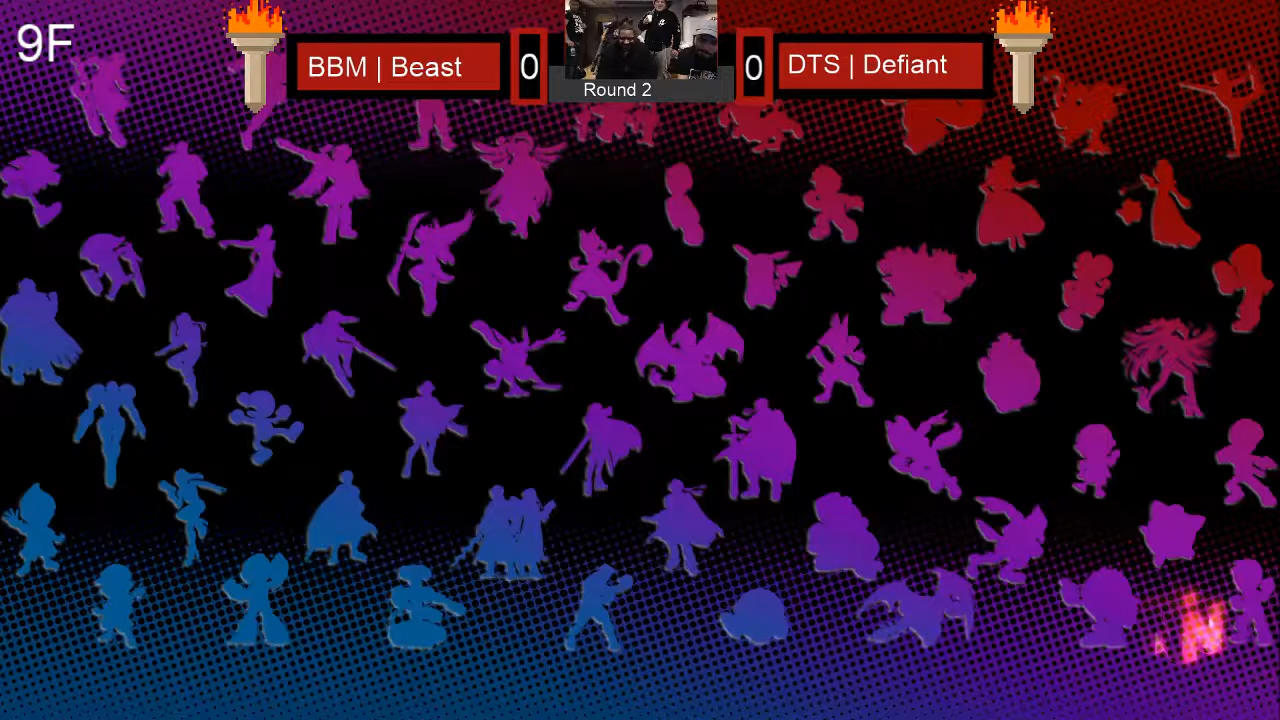 9F
BBM | Beast
0
0
DTS | Defiant
Round 2